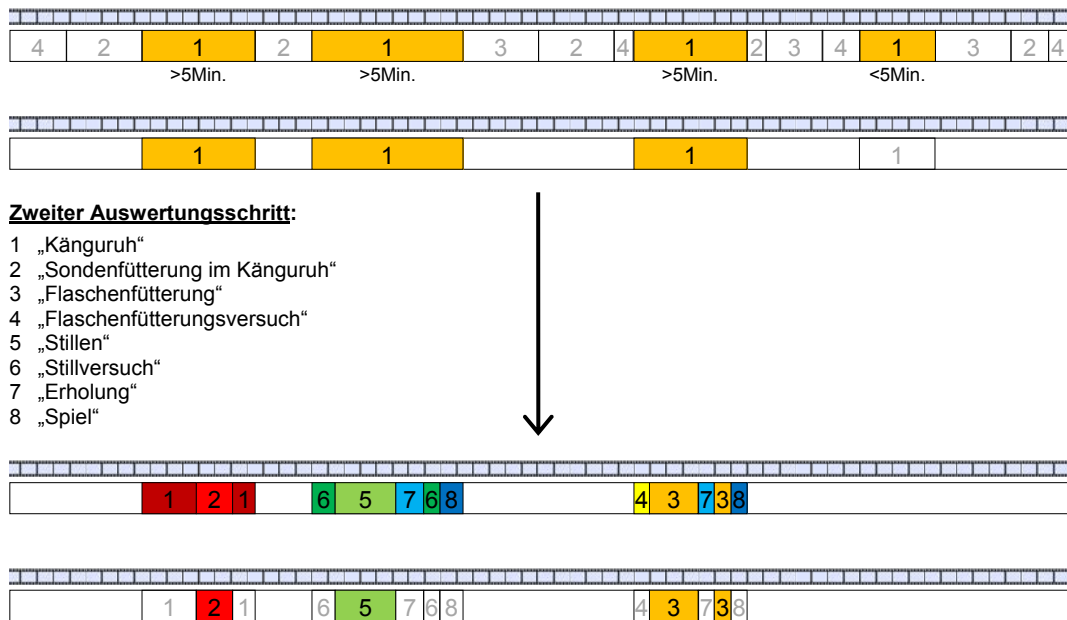 4 2 1 2 1 3 2 4 1 2 3 4 1 3 2 4
>5Min. >5Min. >5Min. <5Min.
1 1 1 1
Zweiter Auswertungsschritt:
1 „Känguruh“
2 „Sondenfütterung im Känguruh“
3 „Flaschenfütterung“
4 „Flaschenfütterungsversuch“
5 „Stillen“
6 „Stillversuch“
7 „Erholung“
8 „Spiel“
1 2 1 6 5 7 6 8 4 3 7 3 8
1 2 1 6 5 7 6 8 4 3 7 3 8